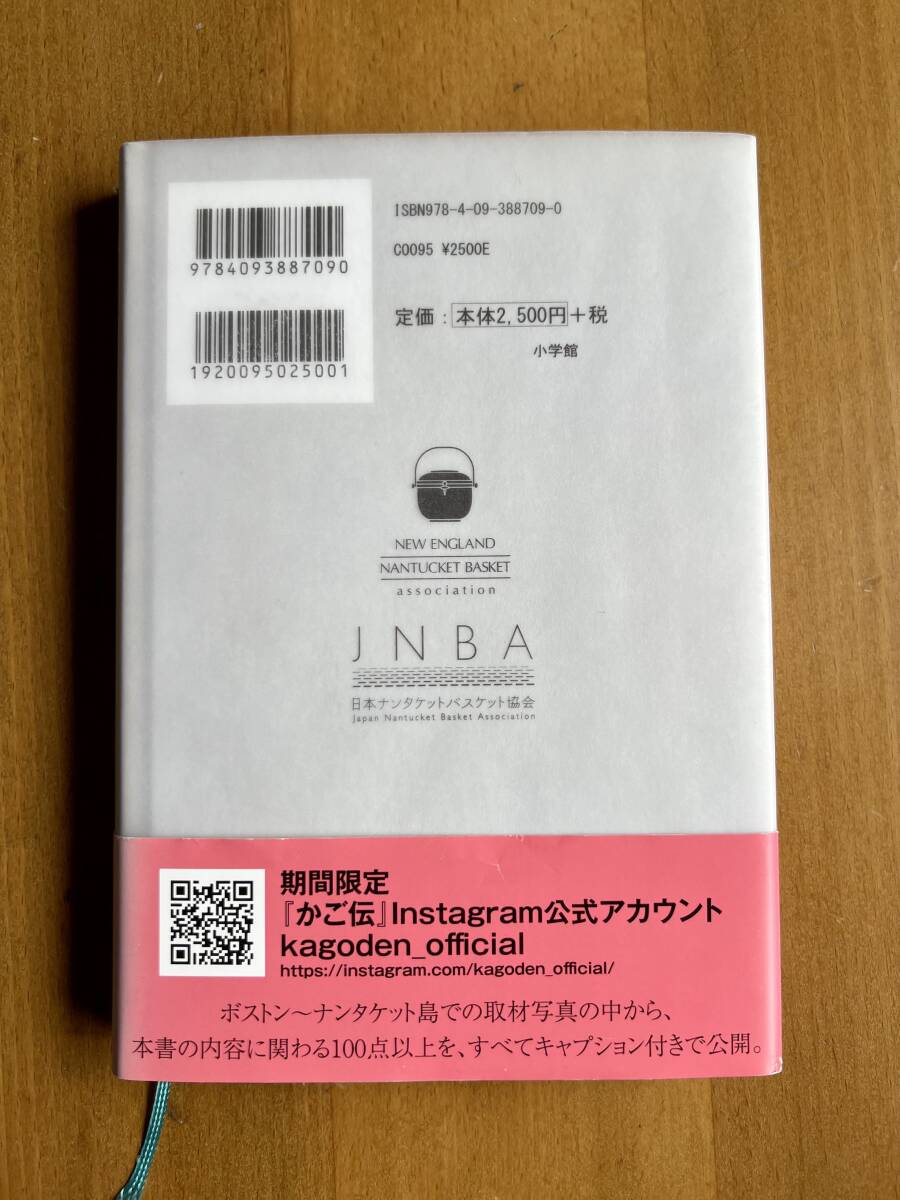 ISBN978-4-09-388709-0
C0095 ¥2500E
定価：本体2,500円+税
小学館
9784093887090
1920095025001
NEW ENGLAND
NANTUCKET BASKET
association
JNBA
日本ナンタケットバスケット協会
Japan Nantucket Basket Association
期間限定
『かご伝』Instagram公式アカウント
kagoden_official
https://instagram.com/kagoden_official/
ボストン〜ナンタケット島での取材写真の中から、
本書の内容に関わる100点以上を、すべてキャプション付きで公開。